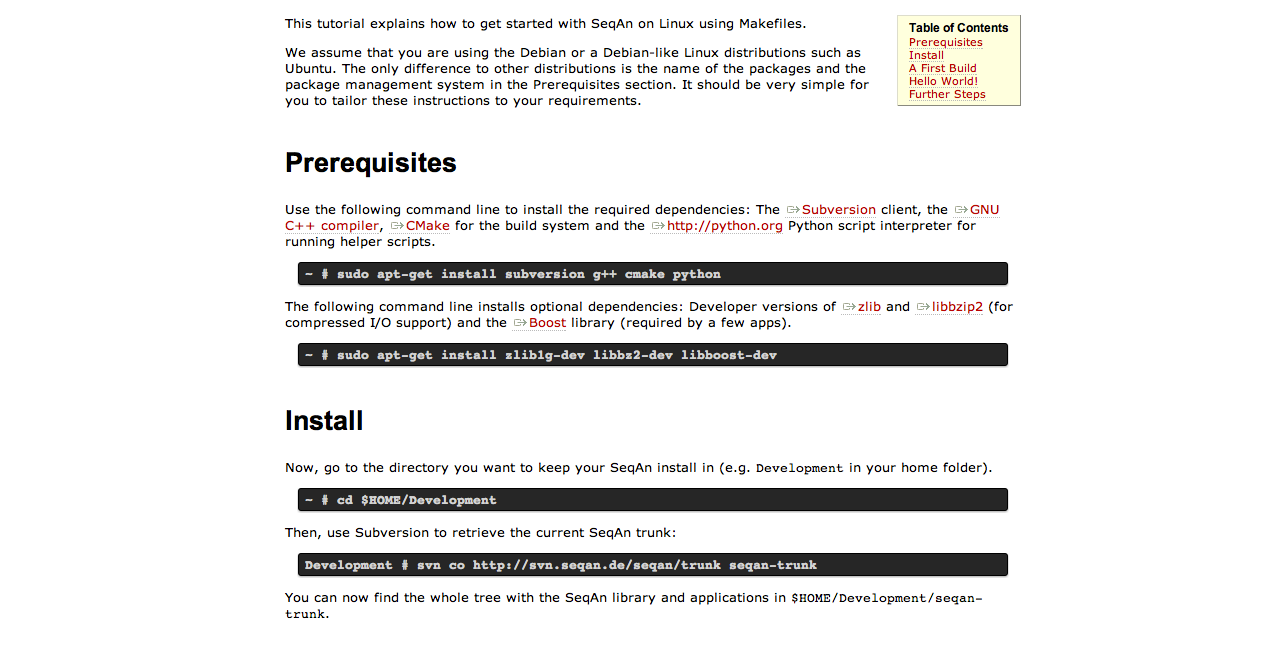 This tutorial explains how to get started with SeqAn on Linux using Makefiles.
We assume that you are using the Debian or a Debian-like Linux distributions such as
Ubuntu. The only difference to other distributions is the name of the packages and the
package management system in the Prerequisites section. It should be very simple for
you to tailor these instructions to your requirements.
Table of Contents
Prerequisites
Install
A First Build
Hello World!
Further Steps
Prerequisites
Use the following command line to install the required dependencies: The Subversion client, the GNU
C++ compiler, CMake for the build system and the http://python.org Python script interpreter for
running helper scripts.
~ # sudo apt-get install subversion g++ cmake python
The following command line installs optional dependencies: Developer versions of zlib and libbzip2 (for
compressed I/O support) and the Boost library (required by a few apps).
~ # sudo apt-get install zlib1g-dev libbz2-dev libboost-dev
Install
Now, go to the directory you want to keep your SeqAn install in (e.g. Development in your home folder).
~ # cd $HOME/Development
Then, use Subversion to retrieve the current SeqAn trunk:
Development # svn co http://svn.seqan.de/seqan/trunk seqan-trunk
You can now find the whole tree with the SeqAn library and applications in $HOME/Development/seqan-
trunk.